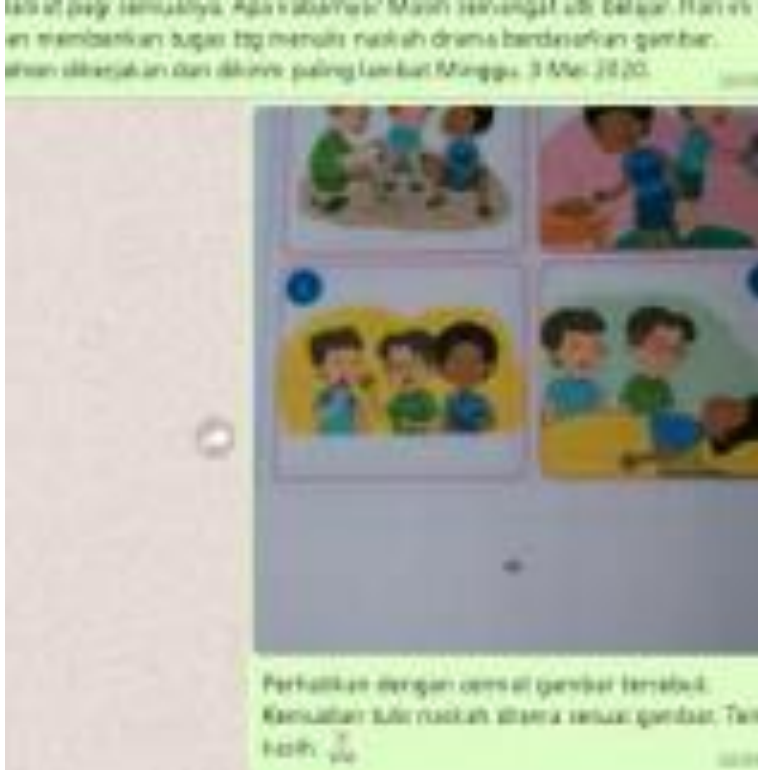 pagi semuanya. Apa kabarnya? Masih semangat utk belajar. Hari ini
memberikan tugas ttg menulis naskah drama berdasarkan gambar.
dikerjakan dan dikirim paling lambat Minggu, 3 Mei 2020.
Perhatikan dengan cermat gambar tersebut.
Kemudian tulis naskah drama sesuai gambar.
kasih